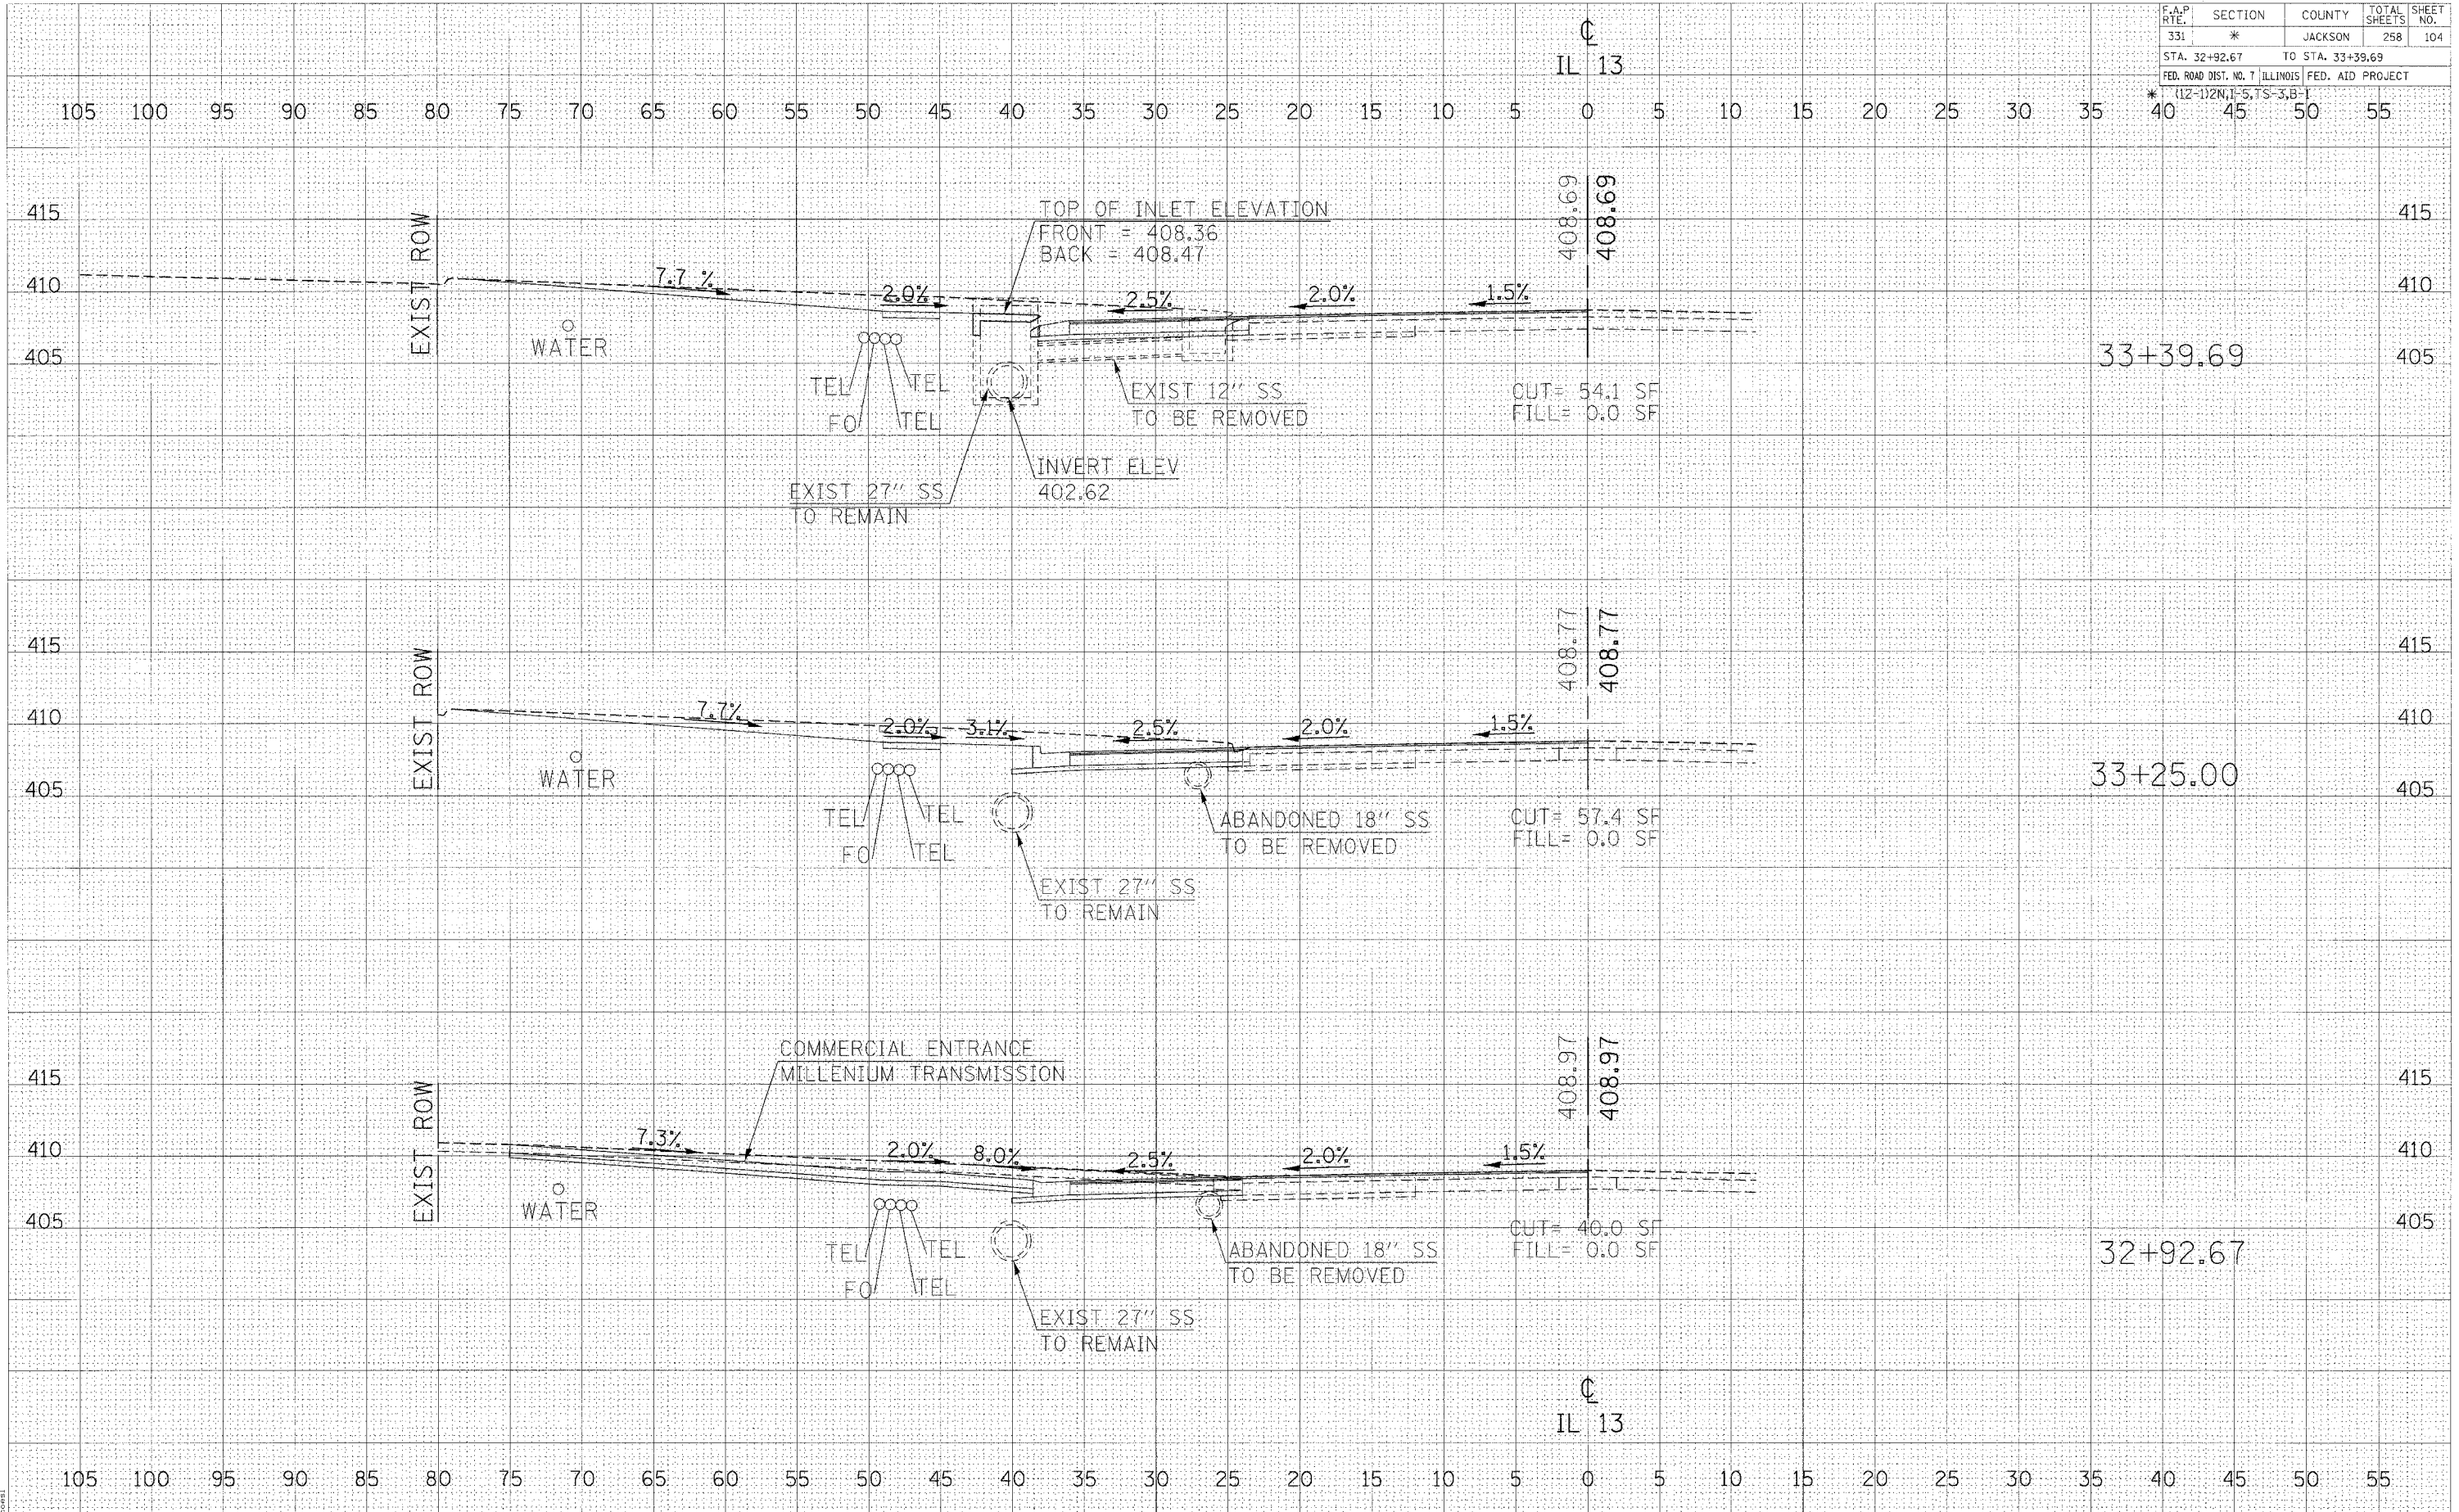 F.A.P RTE. SECTION COUNTY TOTAL SHEETS SHEET NO.
331 * JACKSON 258 104
STA. 32+92.67 TO STA. 33+39.69
FED. ROAD DIST. NO. 7 ILLINOIS FED. AID PROJECT
* (12-1)2N,I-5,TS-3,B-1
℄
IL 13
105 100 95 90 85 80 75 70 65 60 55 50 45 40 35 30 25 20 15 10 5 0 5 10 15 20 25 30 35 40 45 50 55
408.69 408.69
415 415
410 410
405 405
EXIST ROW
TOP OF INLET ELEVATION
FRONT = 408.36
BACK = 408.47
7.7 % 2.0% 2.5% 2.0% 1.5%
WATER
33+39.69
TEL TEL
FO TEL
EXIST 12" SS
TO BE REMOVED
CUT= 54.1 SF
FILL= 0.0 SF
INVERT ELEV
402.62
EXIST 27" SS
TO REMAIN
408.77 408.77
415 415
410 410
405 405
EXIST ROW
7.7% 2.0% 3.1% 2.5% 2.0% 1.5%
WATER
33+25.00
TEL TEL
FO TEL
ABANDONED 18" SS
TO BE REMOVED
CUT= 57.4 SF
FILL= 0.0 SF
EXIST 27" SS
TO REMAIN
COMMERCIAL ENTRANCE
MILLENIUM TRANSMISSION
408.97 408.97
415 415
410 410
405 405
EXIST ROW
7.3% 2.0% 8.0% 2.5% 2.0% 1.5%
WATER
CUT= 40.0 SF
FILL= 0.0 SF
32+92.67
TEL TEL
FO TEL
ABANDONED 18" SS
TO BE REMOVED
EXIST 27" SS
TO REMAIN
℄
IL 13
105 100 95 90 85 80 75 70 65 60 55 50 45 40 35 30 25 20 15 10 5 0 5 10 15 20 25 30 35 40 45 50 55